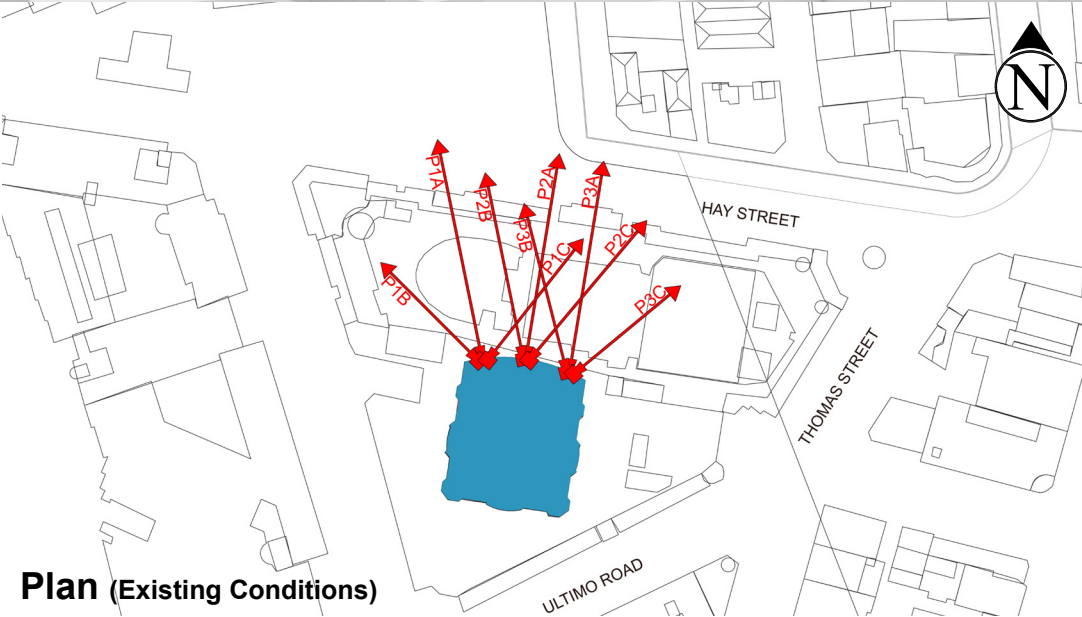 N
P1A
P2B
P2A
P3A
P3B
P1C
P2C
P1B
P3C
HAY STREET
THOMAS STREET
ULTIMO ROAD
Plan (Existing Conditions)